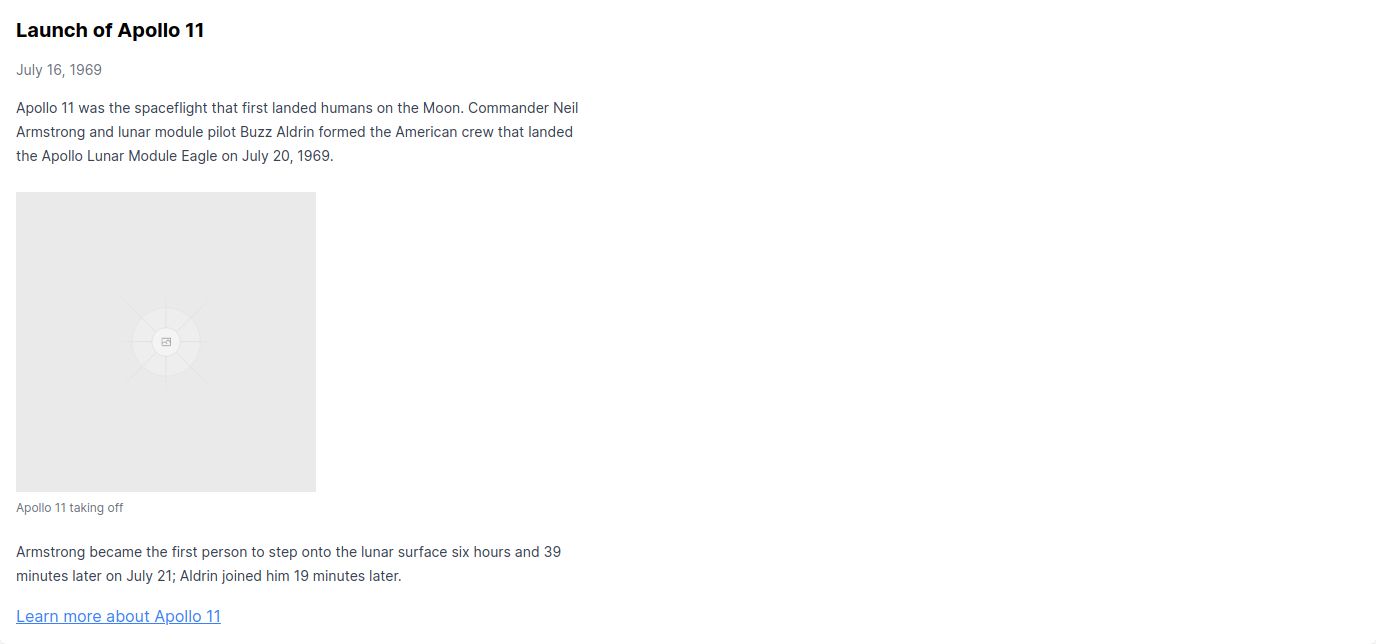 Launch of Apollo 11
July 16, 1969
Apollo 11 was the spaceflight that first landed humans on the Moon. Commander Neil
Armstrong and lunar module pilot Buzz Aldrin formed the American crew that landed
the Apollo Lunar Module Eagle on July 20, 1969.
Apollo 11 taking off
Armstrong became the first person to step onto the lunar surface six hours and 39
minutes later on July 21; Aldrin joined him 19 minutes later.
Learn more about Apollo 11